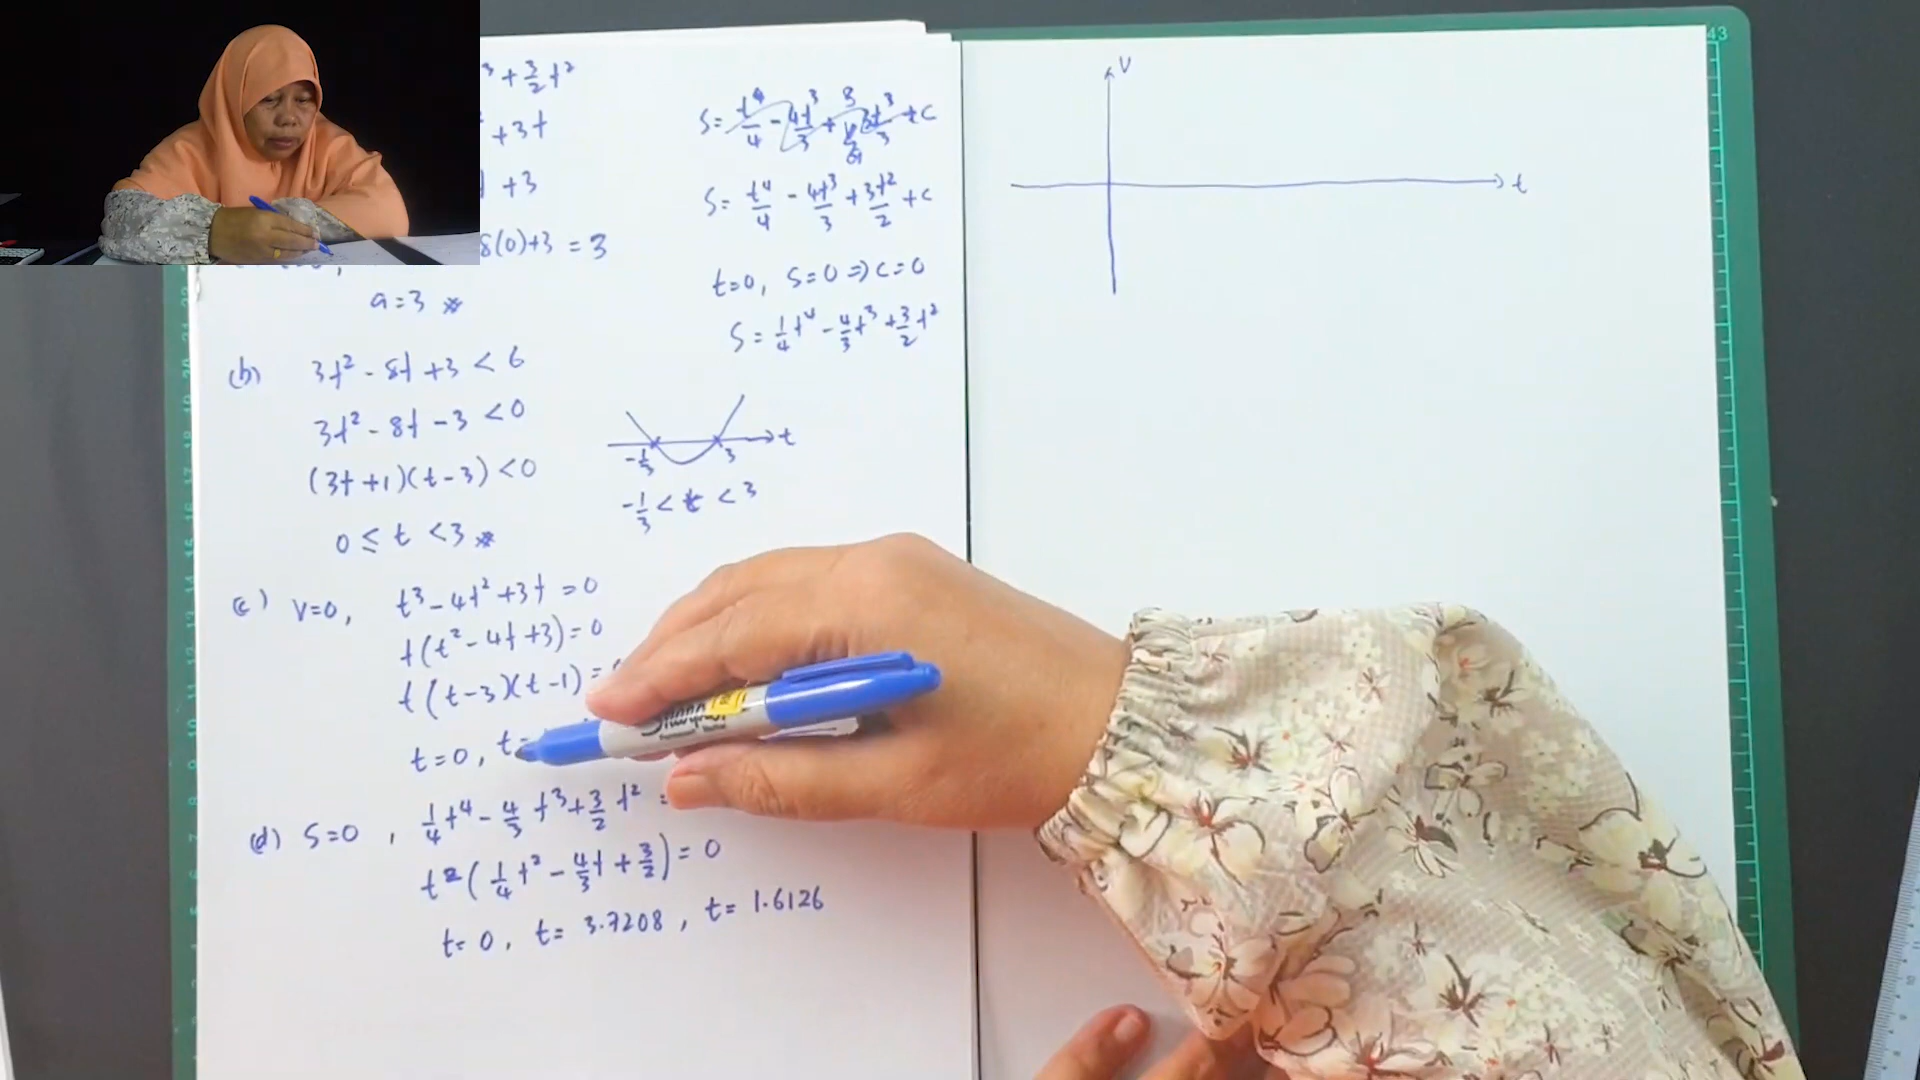 ³ + 3/2 t²
+ 3t
+ 3
8(0)+3 = 3
a = 3 *
(b) 3t² - 8t + 3 < 6
3t² - 8t - 3 < 0
(3t + 1)(t - 3) < 0
0 ≤ t < 3 *
(c) V=0, t³ - 4t² + 3t = 0
t(t² - 4t + 3) = 0
t(t-3)(t-1) =
t=0, t=
(d) S=0, 1/4 t⁴ - 4/3 t³ + 3/2 t² =
t²(1/4 t² - 4/3 t + 3/2) = 0
t= 0, t= 3.7208, t= 1.6126
S = t⁴/4 - 4t³/3 + 3t²/2 + c
t=0, S=0 => c=0
S = 1/4 t⁴ - 4/3 t³ + 3/2 t²
t
-1/3 3
-1/3 < t < 3
V
t
43
Sharpie